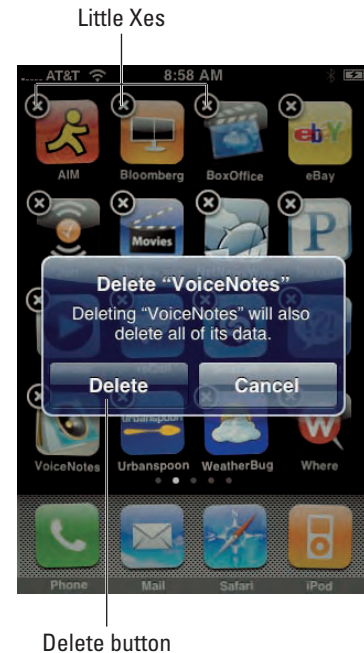 Little Xes
AT&T 8:58 AM
AIM Bloomberg BoxOffice eBay
Movies
P
Delete “VoiceNotes”
Deleting “VoiceNotes” will also
delete all of its data.
Delete Cancel
urbanspoon
W
VoiceNotes Urbanspoon WeatherBug Where
Phone Mail Safari iPod
Delete button